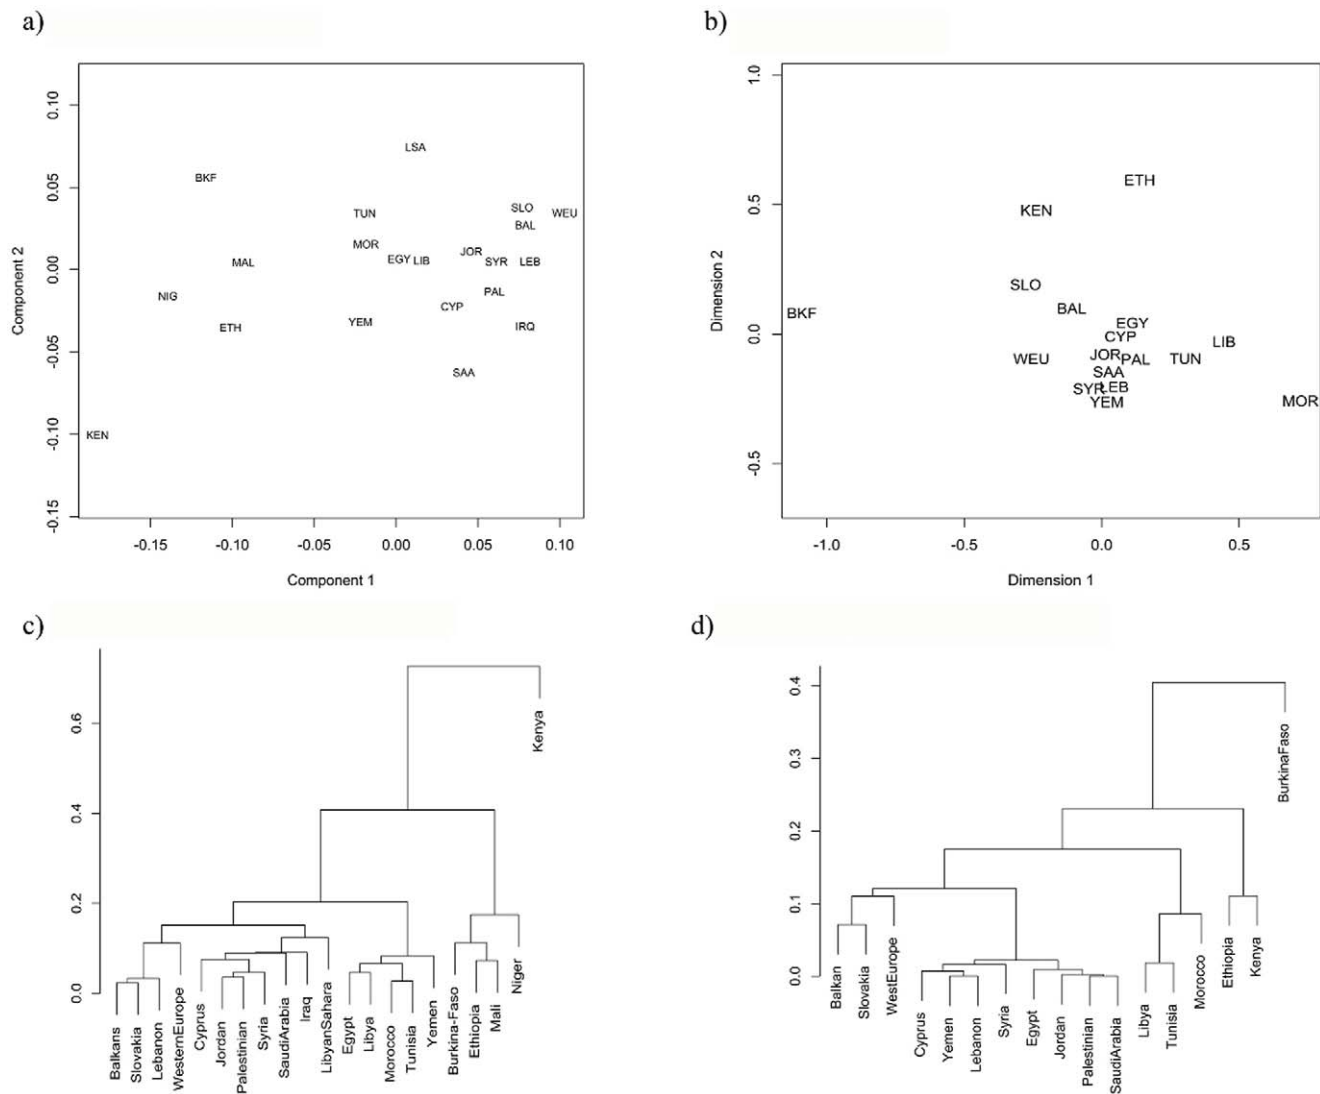 a)
0.10
0.05
0.00
-0.05
-0.10
-0.15
Component 2
LSA
BKF
TUN
SLO
WEU
BAL
MOR
JOR
EGY
LIB
SYR
LEB
MAL
PAL
NIG
CYP
YEM
ETH
IRQ
SAA
KEN
-0.15
-0.10
-0.05
0.00
0.05
0.10
Component 1
b)
1.0
0.5
0.0
-0.5
Dimension 2
ETH
KEN
SLO
BAL
BKF
EGY
CYP
LIB
JOR
PAL
WEU
TUN
SAA
SYR
LEB
YEM
MOR
-1.0
-0.5
0.0
0.5
Dimension 1
c)
0.6
0.4
0.2
0.0
Kenya
Balkans
Slovakia
Lebanon
WesternEurope
Cyprus
Jordan
Palestinian
Syria
SaudiArabia
Iraq
LibyanSahara
Egypt
Libya
Morocco
Tunisia
Yemen
Burkina-Faso
Ethiopia
Mali
Niger
d)
0.4
0.3
0.2
0.1
0.0
BurkinaFaso
Balkan
Slovakia
WestEurope
Cyprus
Yemen
Lebanon
Syria
Egypt
Jordan
Palestinian
SaudiArabia
Libya
Tunisia
Morocco
Ethiopia
Kenya